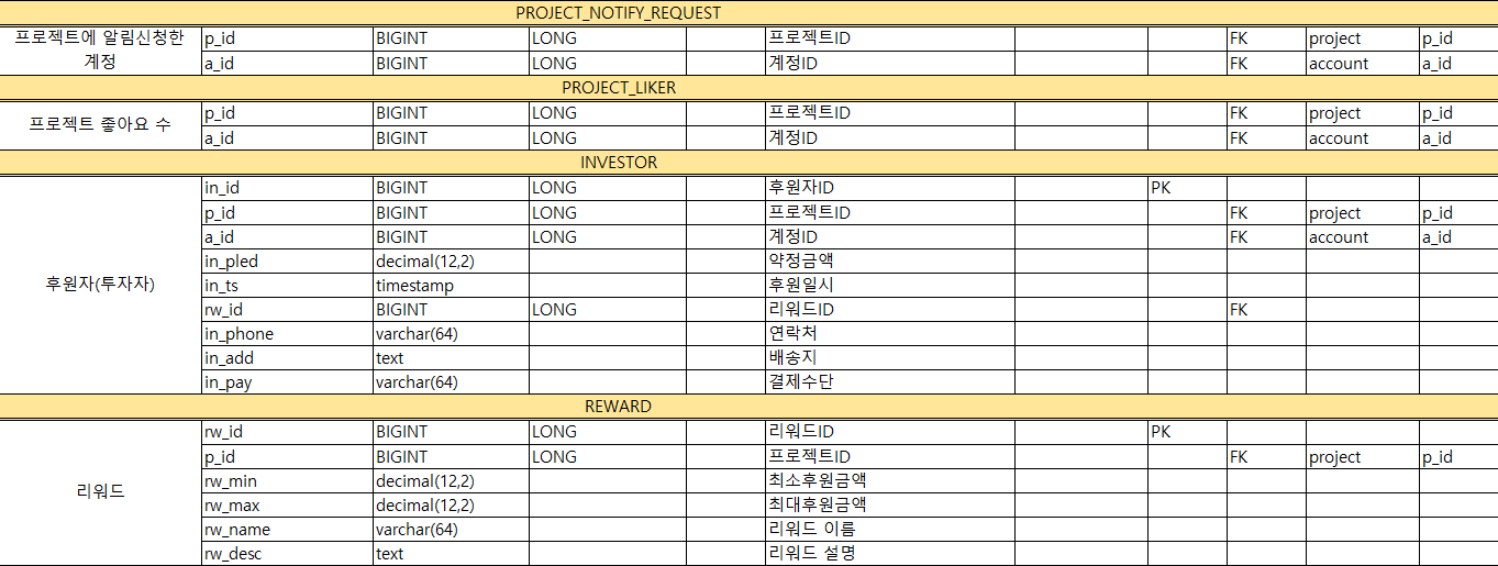 PROJECT_NOTIFY_REQUEST
프로젝트에 알림신청한 계정
p_id BIGINT LONG 프로젝트ID FK project p_id
a_id BIGINT LONG 계정ID FK account a_id
PROJECT_LIKER
프로젝트 좋아요 수
p_id BIGINT LONG 프로젝트ID FK project p_id
a_id BIGINT LONG 계정ID FK account a_id
INVESTOR
후원자(투자자)
in_id BIGINT LONG 후원자ID PK
p_id BIGINT LONG 프로젝트ID FK project p_id
a_id BIGINT LONG 계정ID FK account a_id
in_pled decimal(12,2) 약정금액
in_ts timestamp 후원일시
rw_id BIGINT LONG 리워드ID FK
in_phone varchar(64) 연락처
in_add text 배송지
in_pay varchar(64) 결제수단
REWARD
리워드
rw_id BIGINT LONG 리워드ID PK
p_id BIGINT LONG 프로젝트ID FK project p_id
rw_min decimal(12,2) 최소후원금액
rw_max decimal(12,2) 최대후원금액
rw_name varchar(64) 리워드 이름
rw_desc text 리워드 설명